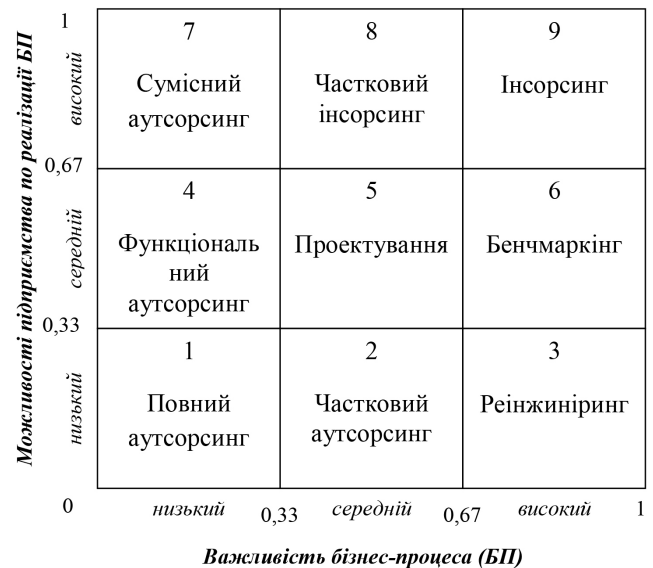 Можливості підприємства по реалізації БП
1
високий
0,67
середній
0,33
низький
0
7
Сумісний
аутсорсинг
8
Частковий
інсорсинг
9
Інсорсинг
4
Функціональ
ний
аутсорсинг
5
Проектування
6
Бенчмаркінг
1
Повний
аутсорсинг
2
Частковий
аутсорсинг
3
Реінжиніринг
низький
0,33
середній
0,67
високий
1
Важливість бізнес-процеса (БП)